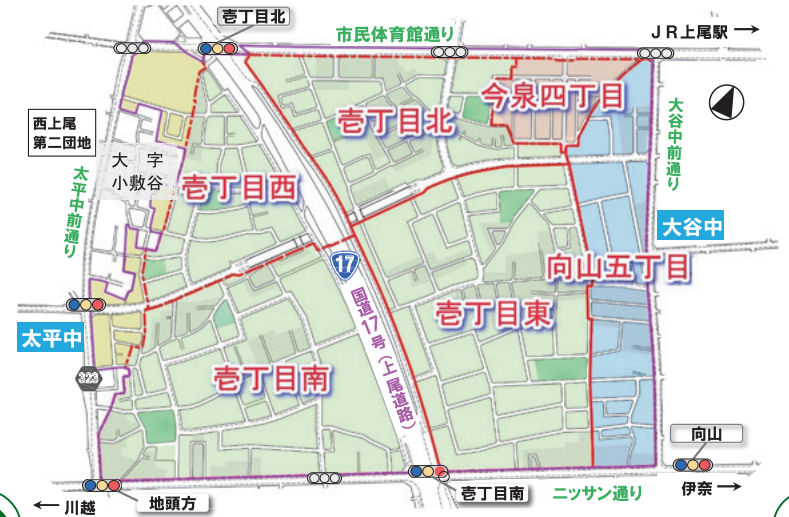 壱丁目北
市民体育館通り
JR上尾駅→
今泉四丁目
壱丁目北
西上尾
第二団地
大字
小敷谷
大谷中前通り
太平中前通り
壱丁目西
大谷中
17
向山五丁目
国道17号(上尾道路)
壱丁目東
太平中
323
壱丁目南
向山
←川越
地頭方
壱丁目南
ニッサン通り
伊奈→